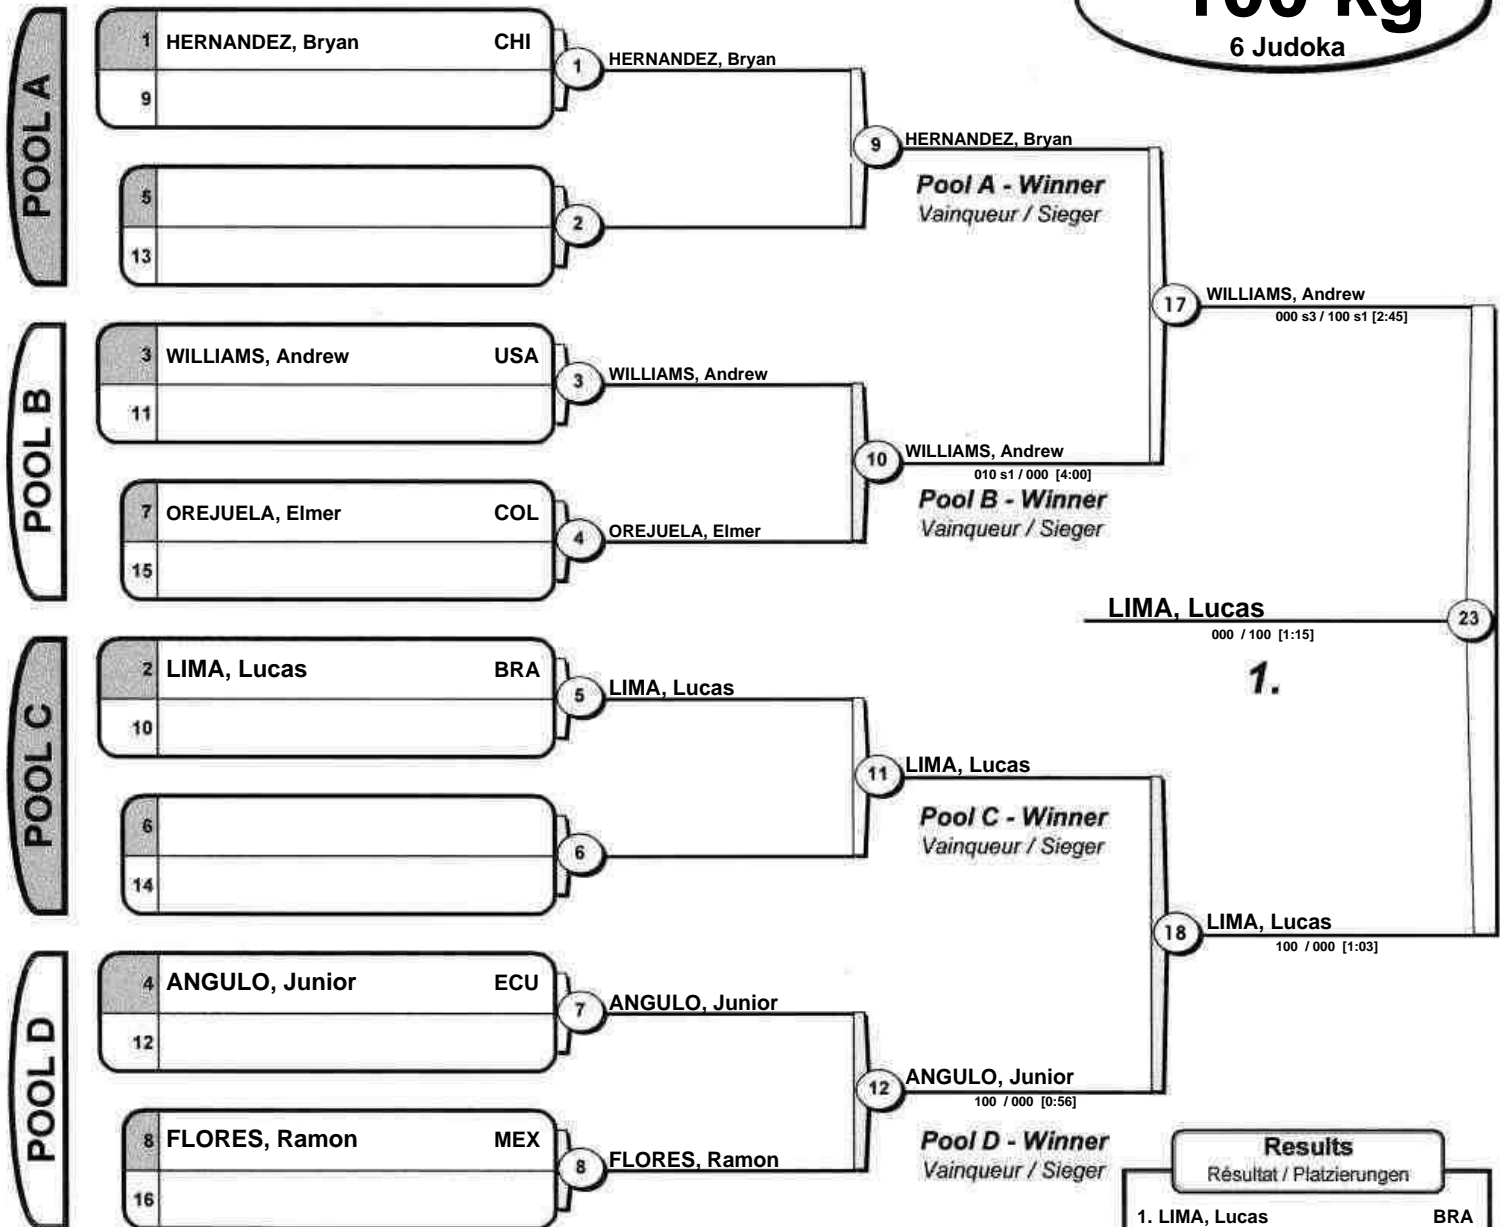 100 kg
6 Judoka
POOL A
1 HERNANDEZ, Bryan CHI
9
1 HERNANDEZ, Bryan
5
13
2
9 HERNANDEZ, Bryan
Pool A - Winner
Vainqueur / Sieger
POOL B
3 WILLIAMS, Andrew USA
11
3 WILLIAMS, Andrew
7 OREJUELA, Elmer COL
15
4 OREJUELA, Elmer
10 WILLIAMS, Andrew
010 s1 / 000 [4:00]
Pool B - Winner
Vainqueur / Sieger
17 WILLIAMS, Andrew
000 s3 / 100 s1 [2:45]
LIMA, Lucas 23
000 / 100 [1:15]
1.
POOL C
2 LIMA, Lucas BRA
10
5 LIMA, Lucas
6
14
6
11 LIMA, Lucas
Pool C - Winner
Vainqueur / Sieger
18 LIMA, Lucas
100 / 000 [1:03]
POOL D
4 ANGULO, Junior ECU
12
7 ANGULO, Junior
8 FLORES, Ramon MEX
16
8 FLORES, Ramon
12 ANGULO, Junior
100 / 000 [0:56]
Pool D - Winner
Vainqueur / Sieger
Results
Résultat / Platzierungen
1. LIMA, Lucas BRA